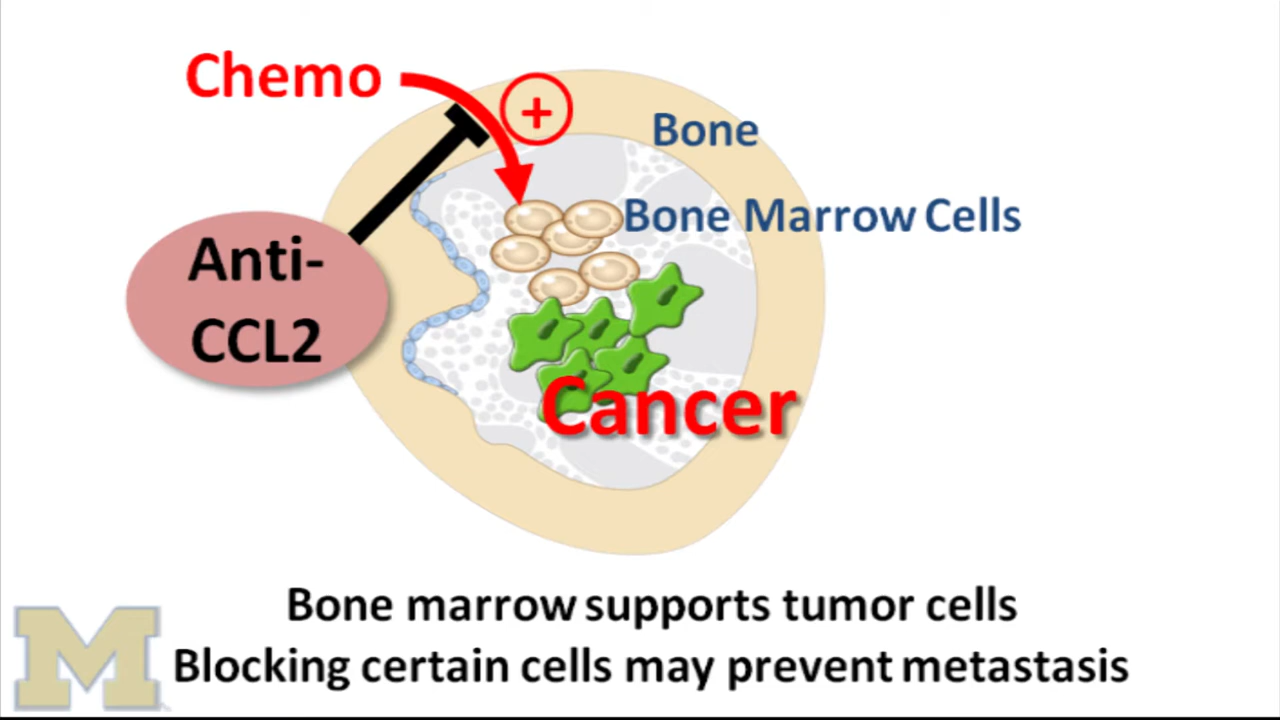 Chemo
+
Bone
Bone Marrow Cells
Anti-
CCL2
Cancer
Bone marrow supports tumor cells
Blocking certain cells may prevent metastasis
M